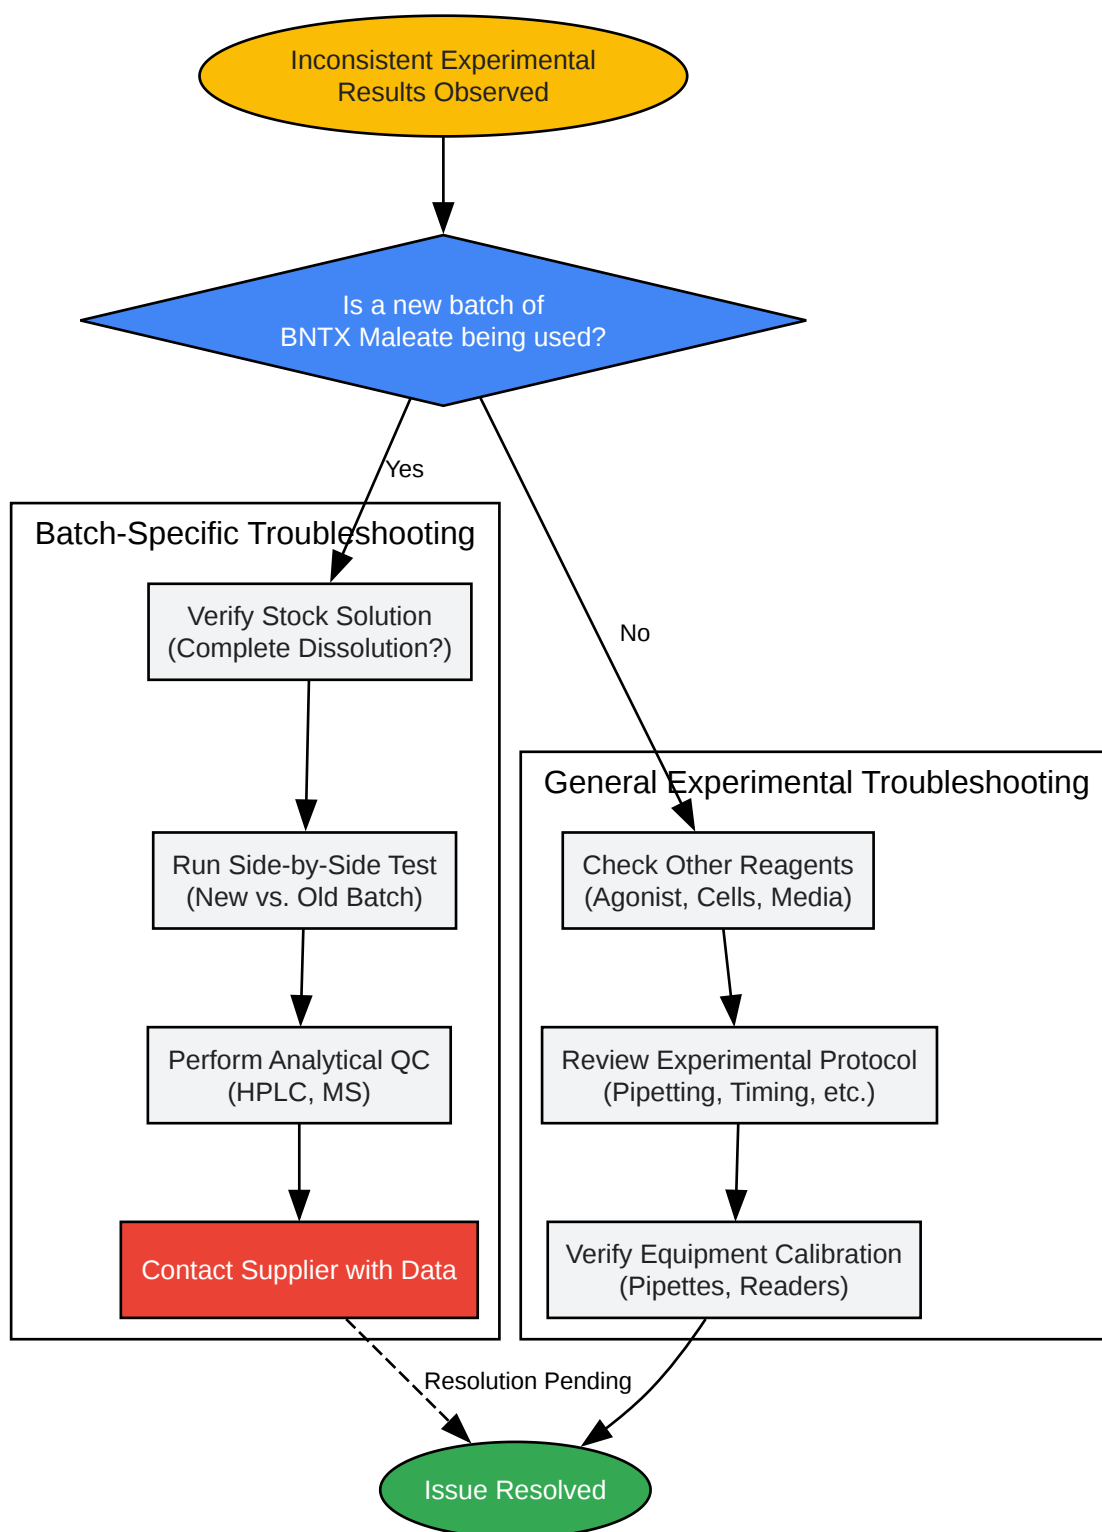 Inconsistent Experimental
Results Observed
Is a new batch of
BNTX Maleate being used?
Yes
Batch-Specific Troubleshooting
Verify Stock Solution
(Complete Dissolution?)
No
General Experimental Troubleshooting
Run Side-by-Side Test
(New vs. Old Batch)
Check Other Reagents
(Agonist, Cells, Media)
Perform Analytical QC
(HPLC, MS)
Review Experimental Protocol
(Pipetting, Timing, etc.)
Contact Supplier with Data
Verify Equipment Calibration
(Pipettes, Readers)
Resolution Pending
Issue Resolved